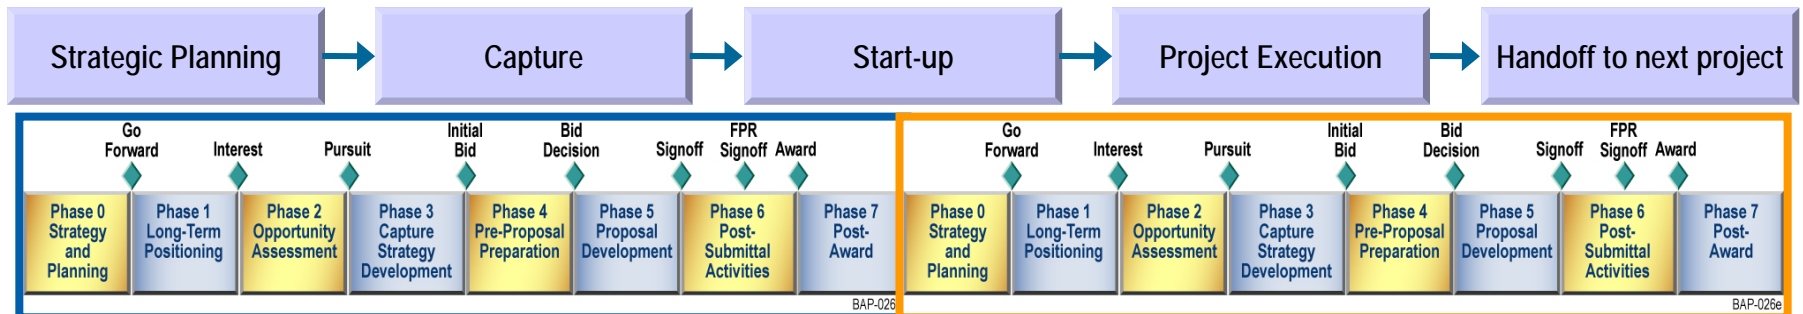 Strategic Planning
Capture
Start-up
Project Execution
Handoff to next project
Go
Forward
Interest
Pursuit
Initial
Bid
Bid
Decision
Signoff
FPR
Signoff
Award
Phase 0
Strategy
and
Planning
Phase 1
Long-Term
Positioning
Phase 2
Opportunity
Assessment
Phase 3
Capture
Strategy
Development
Phase 4
Pre-Proposal
Preparation
Phase 5
Proposal
Development
Phase 6
Post-
Submittal
Activities
Phase 7
Post-
Award
BAP-026
Go
Forward
Interest
Pursuit
Initial
Bid
Bid
Decision
Signoff
FPR
Signoff
Award
Phase 0
Strategy
and
Planning
Phase 1
Long-Term
Positioning
Phase 2
Opportunity
Assessment
Phase 3
Capture
Strategy
Development
Phase 4
Pre-Proposal
Preparation
Phase 5
Proposal
Development
Phase 6
Post-
Submittal
Activities
Phase 7
Post-
Award
BAP-026e